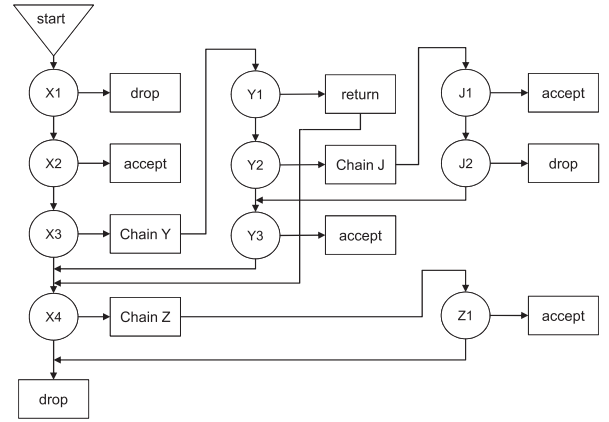 start
X1
drop
Y1
return
J1
accept
X2
accept
Y2
Chain J
J2
drop
X3
Chain Y
Y3
accept
X4
Chain Z
Z1
accept
drop